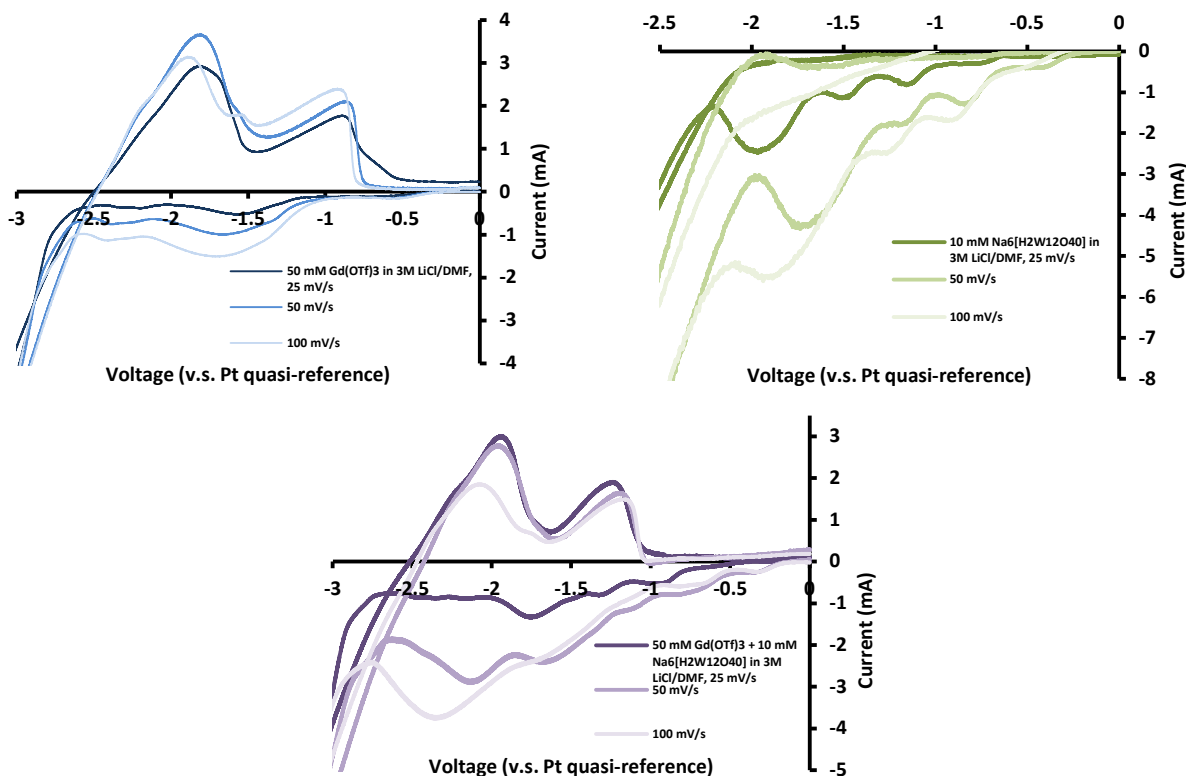 4
3
2
1
0
-1
-2
-3
-4
-3
-2.5
-2
-1.5
-1
-0.5
0
Current (mA)
50 mM Gd(OTf)3 in 3M LiCl/DMF,
25 mV/s
50 mV/s
100 mV/s
Voltage (v.s. Pt quasi-reference)
-2.5
-2
-1.5
-1
-0.5
0
0
-1
-2
-3
-4
-5
-6
-7
-8
Current (mA)
10 mM Na6[H2W12O40] in
3M LiCl/DMF, 25 mV/s
50 mV/s
100 mV/s
Voltage (v.s. Pt quasi-reference)
3
2
1
0
-1
-2
-3
-4
-5
-3
-2.5
-2
-1.5
-1
-0.5
0
Current (mA)
50 mM Gd(OTf)3 + 10 mM
Na6[H2W12O40] in 3M
LiCl/DMF, 25 mV/s
50 mV/s
100 mV/s
Voltage (v.s. Pt quasi-reference)